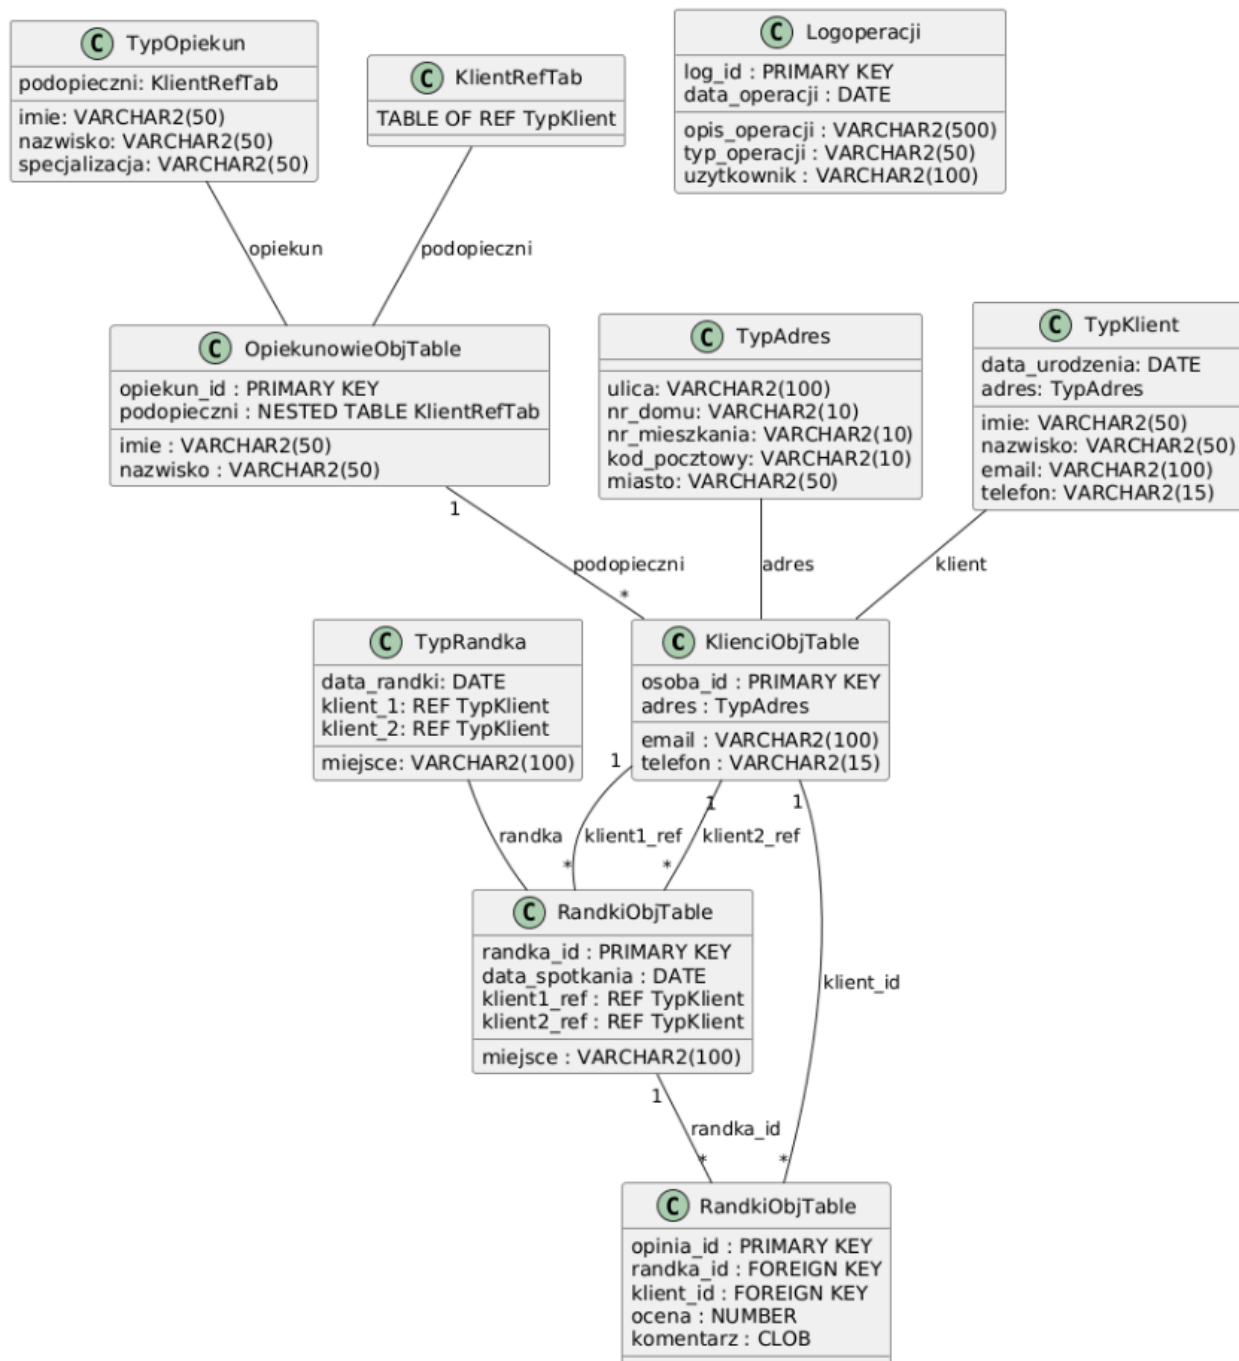 C TypOpiekun
podopieczni: KlientRefTab
imie: VARCHAR2(50)
nazwisko: VARCHAR2(50)
specjalizacja: VARCHAR2(50)
C KlientRefTab
TABLE OF REF TypKlient
C Logoperacji
log_id : PRIMARY KEY
data_operacji : DATE
opis_operacji : VARCHAR2(500)
typ_operacji : VARCHAR2(50)
uzytkownik : VARCHAR2(100)
opiekun
podopieczni
C OpiekunowieObjTable
opiekun_id : PRIMARY KEY
podopieczni : NESTED TABLE KlientRefTab
imie : VARCHAR2(50)
nazwisko : VARCHAR2(50)
C TypAdres
ulica: VARCHAR2(100)
nr_domu: VARCHAR2(10)
nr_mieszkania: VARCHAR2(10)
kod_pocztowy: VARCHAR2(10)
miasto: VARCHAR2(50)
C TypKlient
data_urodzenia: DATE
adres: TypAdres
imie: VARCHAR2(50)
nazwisko: VARCHAR2(50)
email: VARCHAR2(100)
telefon: VARCHAR2(15)
1
podopieczni
*
adres
klient
C TypRandka
data_randki: DATE
klient_1: REF TypKlient
klient_2: REF TypKlient
miejsce: VARCHAR2(100)
C KlienciObjTable
osoba_id : PRIMARY KEY
adres : TypAdres
email : VARCHAR2(100)
telefon : VARCHAR2(15)
randka
1
klient1_ref
*
1
klient2_ref
*
1
klient_id
*
C RandkiObjTable
randka_id : PRIMARY KEY
data_spotkania : DATE
klient1_ref : REF TypKlient
klient2_ref : REF TypKlient
miejsce : VARCHAR2(100)
1
randka_id
*
C RandkiObjTable
opinia_id : PRIMARY KEY
randka_id : FOREIGN KEY
klient_id : FOREIGN KEY
ocena : NUMBER
komentarz : CLOB